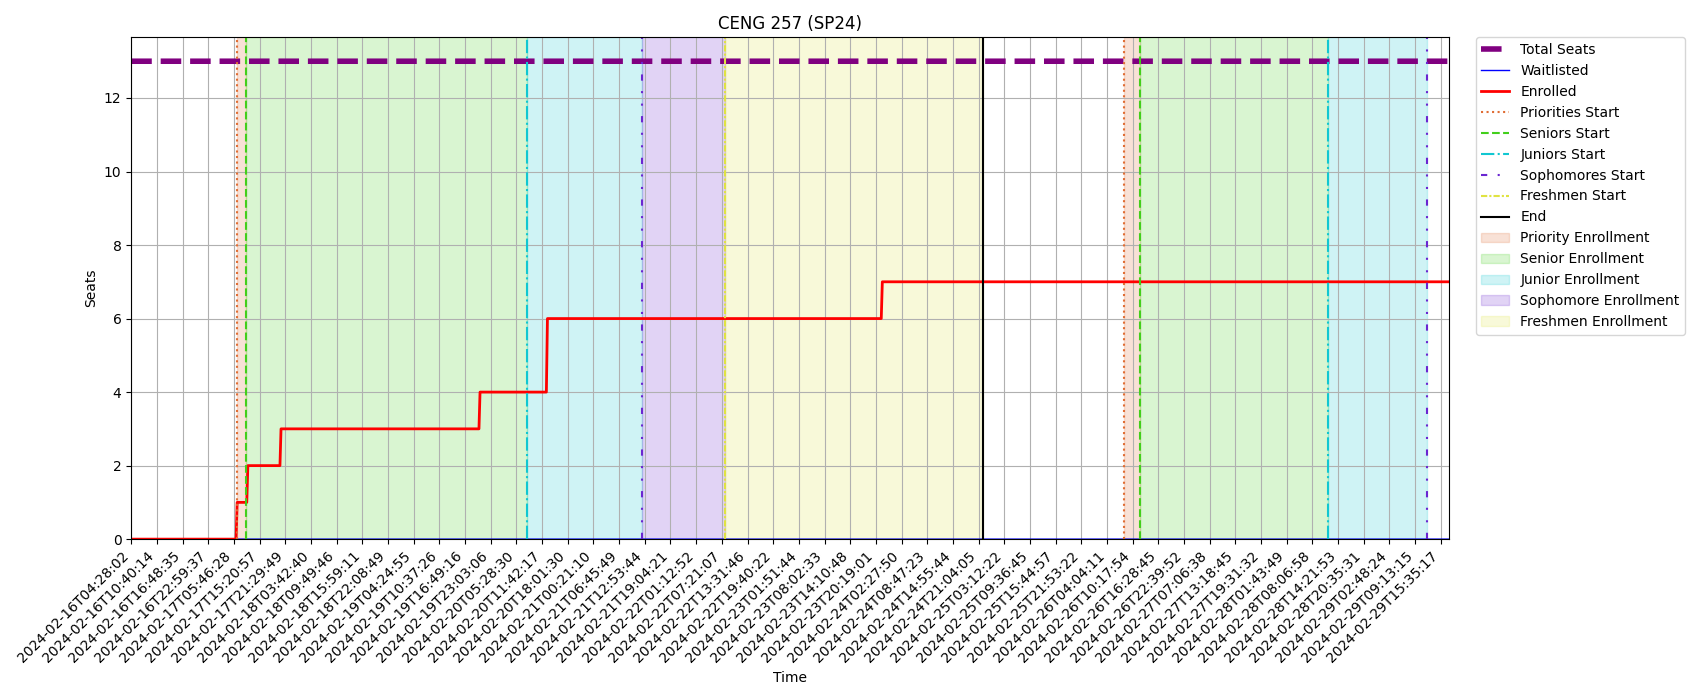 CENG 257 (SP24)
Seats
12
10
8
6
4
2
0
2024-02-16T04:28:02
2024-02-16T10:40:14
2024-02-16T16:48:35
2024-02-16T22:59:37
2024-02-17T05:46:28
2024-02-17T15:20:57
2024-02-17T21:29:49
2024-02-18T03:42:40
2024-02-18T09:49:46
2024-02-18T15:59:11
2024-02-18T22:08:49
2024-02-19T04:24:55
2024-02-19T10:37:26
2024-02-19T16:49:16
2024-02-19T23:03:06
2024-02-20T05:28:30
2024-02-20T11:42:17
2024-02-20T18:01:30
2024-02-21T00:21:10
2024-02-21T06:45:49
2024-02-21T12:53:44
2024-02-21T19:04:21
2024-02-22T01:12:52
2024-02-22T07:21:07
2024-02-22T13:31:46
2024-02-22T19:40:22
2024-02-23T01:51:44
2024-02-23T08:02:33
2024-02-23T14:10:48
2024-02-23T20:19:01
2024-02-24T02:27:50
2024-02-24T08:47:23
2024-02-24T14:55:44
2024-02-24T21:04:05
2024-02-25T03:12:22
2024-02-25T09:36:45
2024-02-25T15:44:57
2024-02-25T21:53:22
2024-02-26T04:04:11
2024-02-26T10:17:54
2024-02-26T16:28:45
2024-02-26T22:39:52
2024-02-27T07:06:38
2024-02-27T13:18:45
2024-02-27T19:31:32
2024-02-28T01:43:49
2024-02-28T08:06:58
2024-02-28T14:21:53
2024-02-28T20:35:31
2024-02-29T02:48:24
2024-02-29T09:13:15
2024-02-29T15:35:17
Time
Total Seats
Waitlisted
Enrolled
Priorities Start
Seniors Start
Juniors Start
Sophomores Start
Freshmen Start
End
Priority Enrollment
Senior Enrollment
Junior Enrollment
Sophomore Enrollment
Freshmen Enrollment